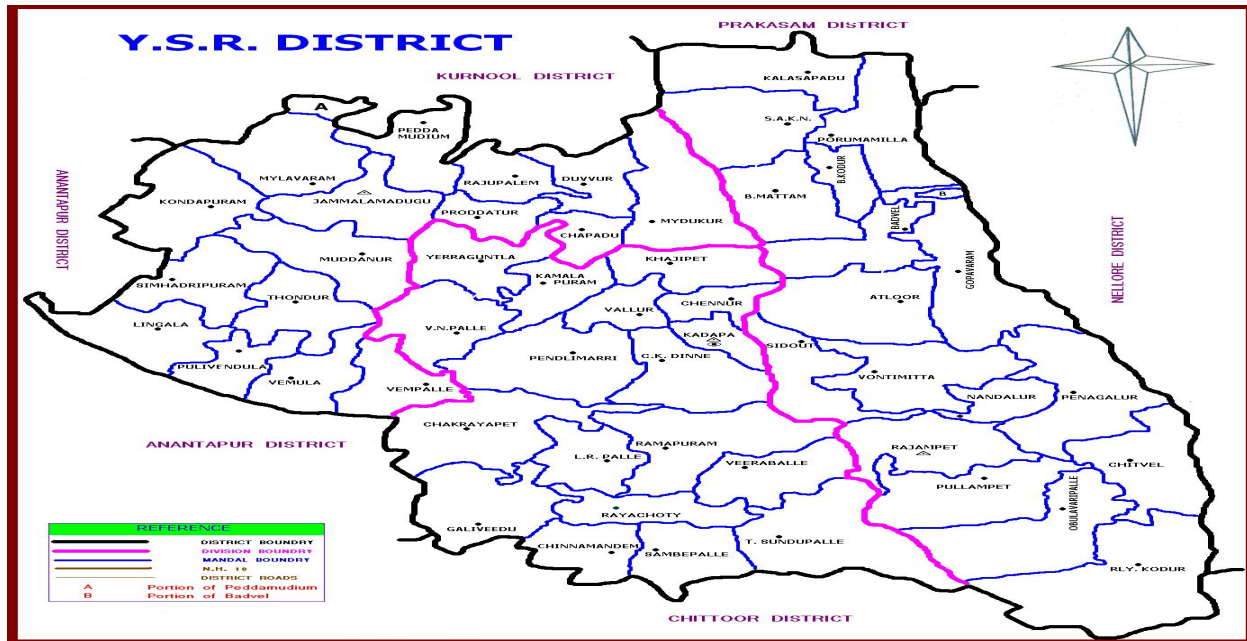 PRAKASAM DISTRICT
Y.S.R. DISTRICT
KURNOOL DISTRICT
KALASAPADU
A
PEDDA
MUDIUM
S.A.K.N.
PORUMAMILLA
B.KODUR
MYLAVARAM
RAJUPALEM
DUVVUR
KONDAPURAM
JAMMALAMADUGU
B.MATTAM
B
PRODDATUR
MYDUKUR
BADVEL
CHAPADU
ANANTAPUR DISTRICT
NELLORE DISTRICT
MUDDANUR
YERRAGUNTLA
KHAJIPET
GOPAVARAM
KAMALA
PURAM
SIMHADRIPURAM
THONDUR
VALLUR
CHENNUR
ATLOOR
LINGALA
V.N.PALLE
KADAPA
SIDOUT
PENDLIMARRI
C.K. DINNE
PULIVENDULA
VEMULA
VEMPALLE
VONTIMITTA
NANDALUR
PENAGALUR
CHAKRAYAPET
ANANTAPUR DISTRICT
RAMAPURAM
L.R. PALLE
VEERABALLE
RAJAMPET
CHITVEL
PULLAMPET
OBULAVARIPALLE
RAYACHOTY
GALIVEEDU
CHINNAMANDEM
SAMBEPALLE
T. SUNDUPALLE
RLY. KODUR
CHITTOOR DISTRICT
REFERENCE
DISTRICT BOUNDRY
DIVISION BOUNDRY
MANDAL BOUNDRY
N.H. 18
DISTRICT ROADS
A Portion of Peddamudium
B Portion of Badvel